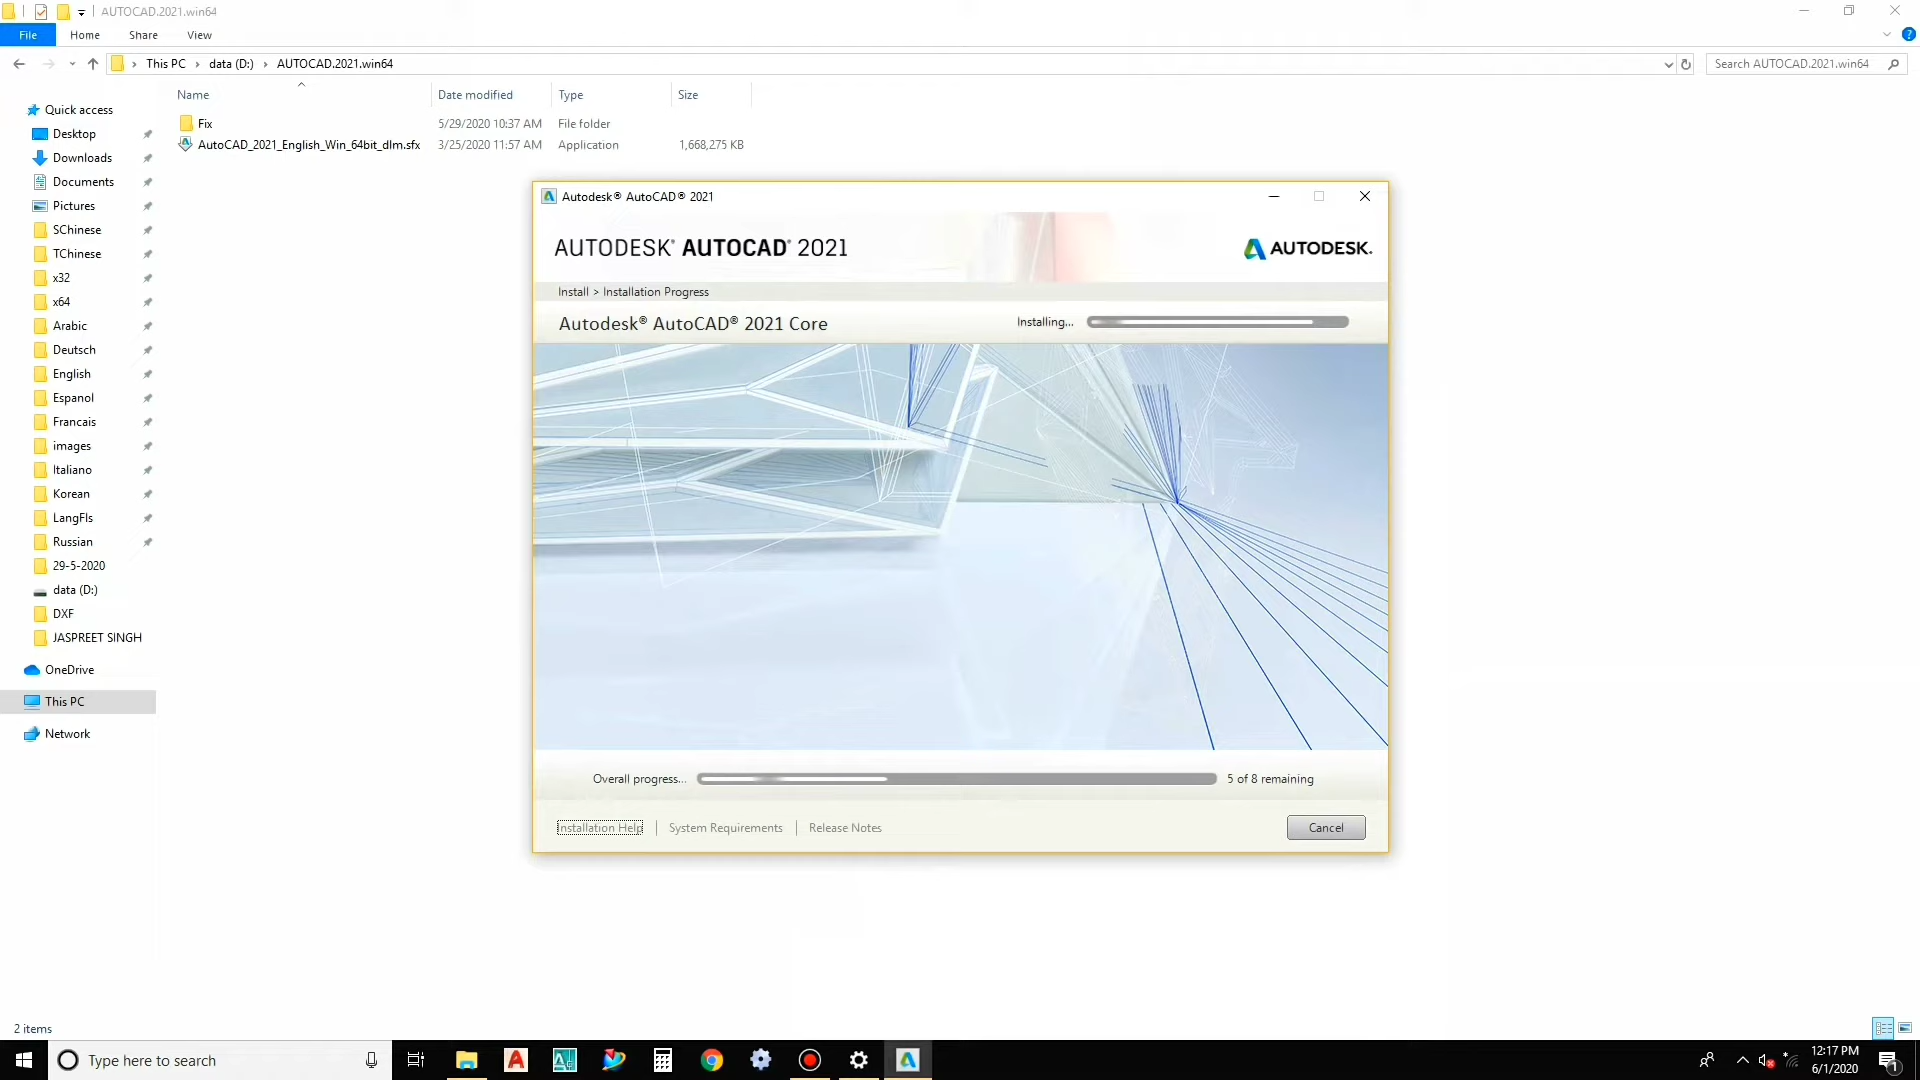 AUTOCAD.2021.win64
File Home Share View
This PC > data (D:) > AUTOCAD.2021.win64
Search AUTOCAD.2021.win64
Name Date modified Type Size
Fix 5/29/2020 10:37 AM File folder
AutoCAD_2021_English_Win_64bit_dlm.sfx 3/25/2020 11:57 AM Application 1,668,275 KB
Quick access
Desktop
Downloads
Documents
Pictures
SChinese
TChinese
x32
x64
Arabic
Deutsch
English
Espanol
Francais
images
Italiano
Korean
LangFls
Russian
29-5-2020
data (D:)
DXF
JASPREET SINGH
OneDrive
This PC
Network
Autodesk® AutoCAD® 2021
AUTODESK® AUTOCAD® 2021
AUTODESK.
Install > Installation Progress
Autodesk® AutoCAD® 2021 Core
Installing...
Overall progress... 5 of 8 remaining
Installation Help | System Requirements | Release Notes
Cancel
2 items
Type here to search
12:17 PM
6/1/2020
1